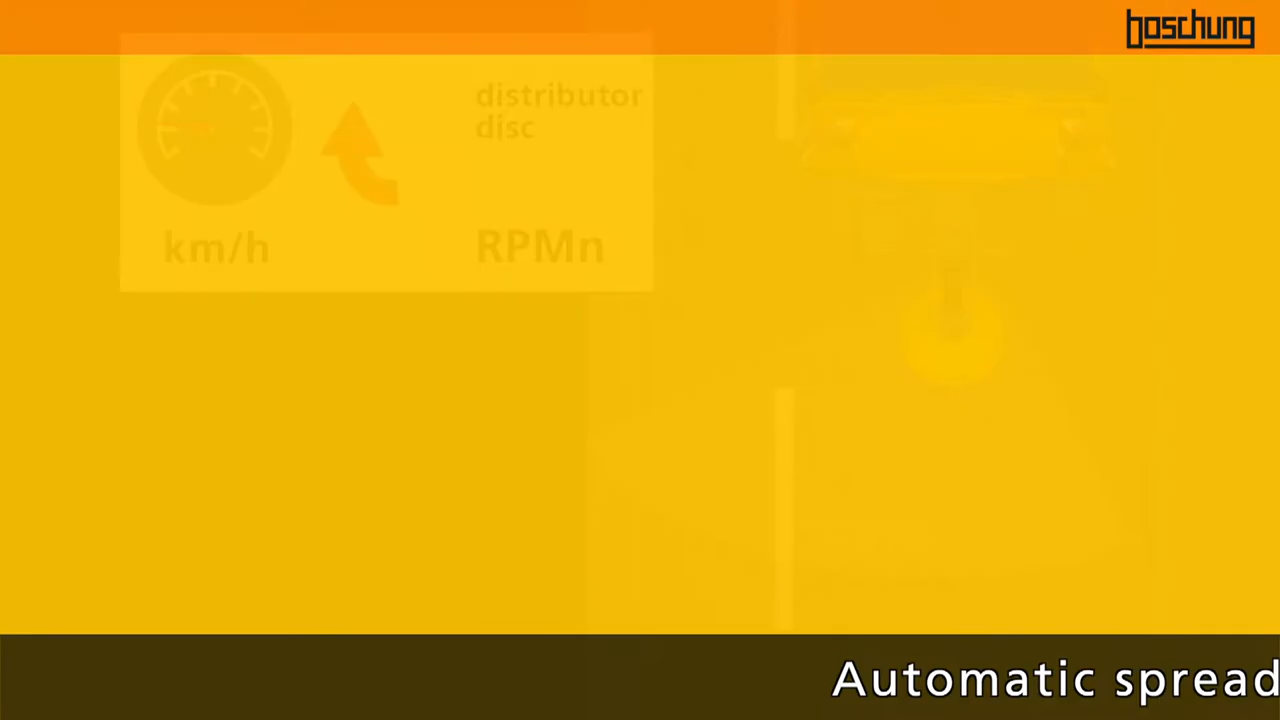 boschung
distributor
disc
km/h
RPMn
Automatic spread